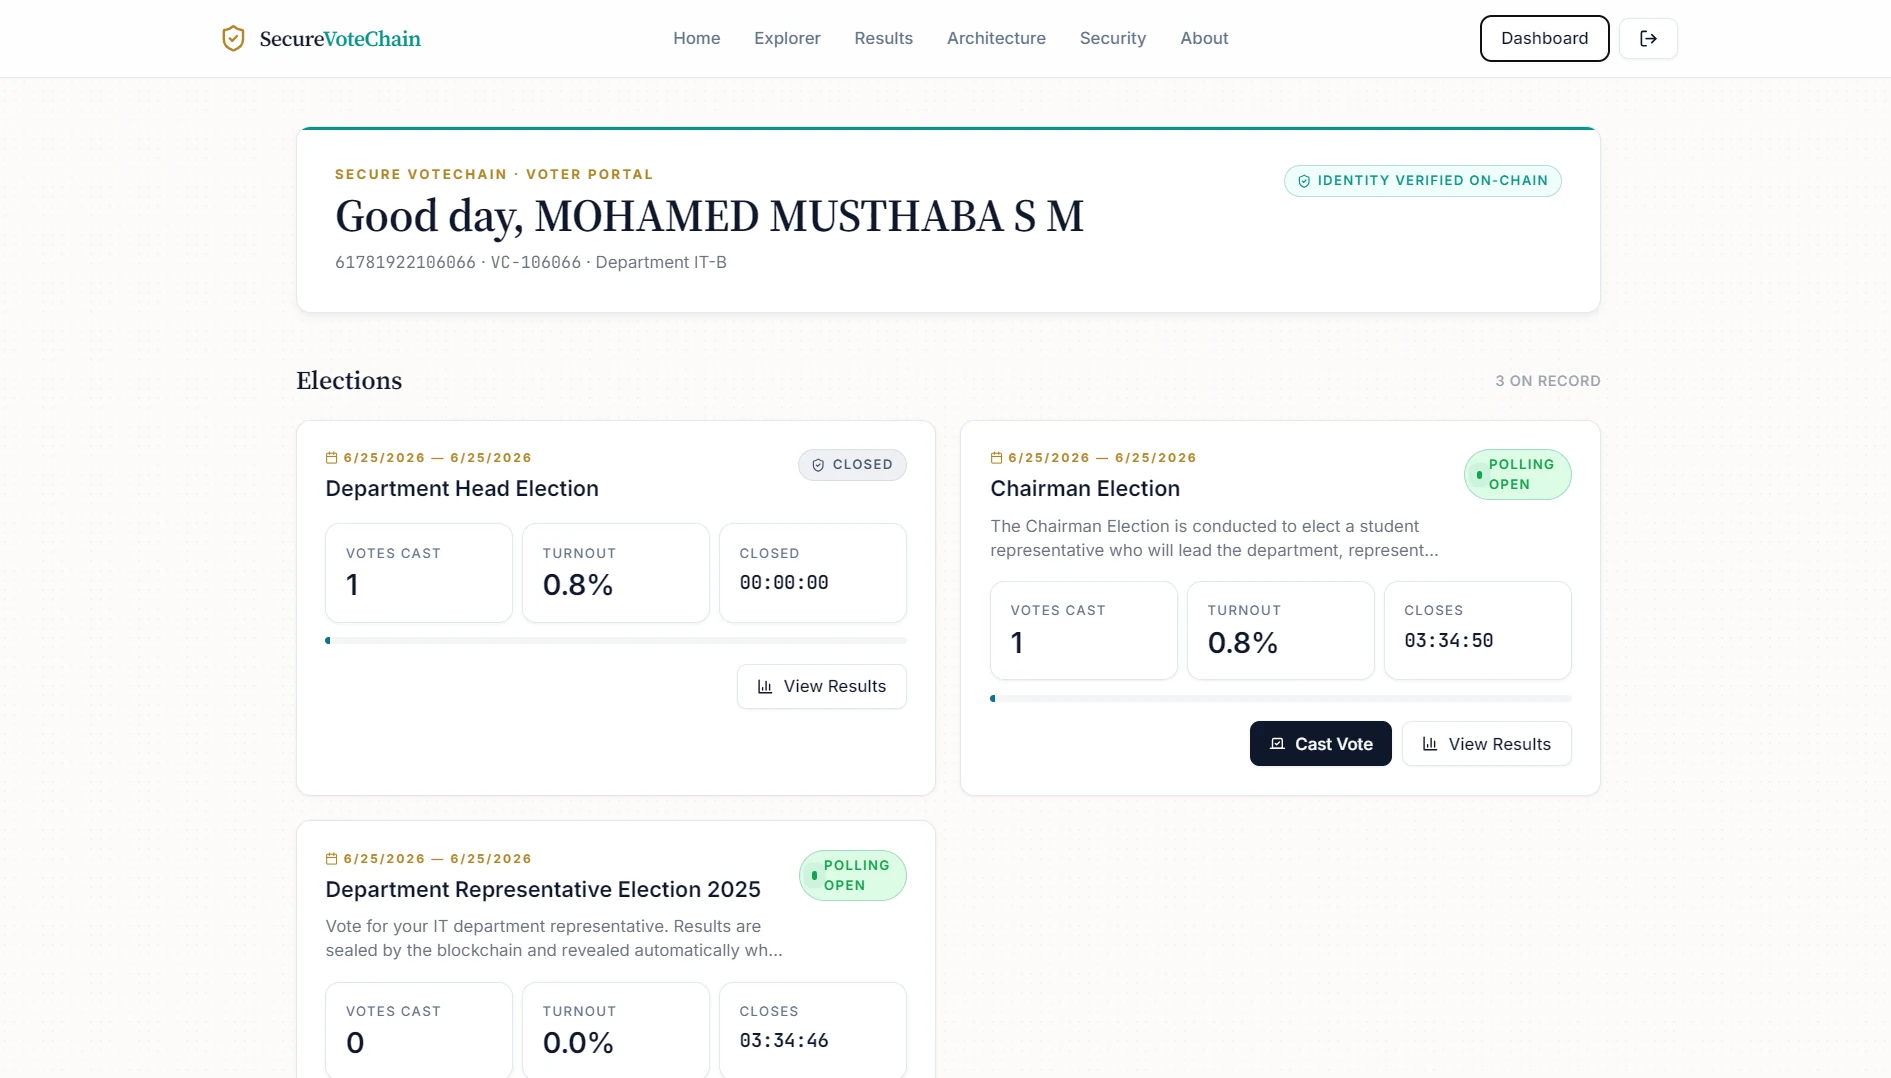 SecureVoteChain
Home Explorer Results Architecture Security About
Dashboard
SECURE VOTECHAIN · VOTER PORTAL
IDENTITY VERIFIED ON-CHAIN
Good day, MOHAMED MUSTHABA S M
61781922106066 · VC-106066 · Department IT-B
Elections
3 ON RECORD
6/25/2026 — 6/25/2026
CLOSED
Department Head Election
VOTES CAST
1
TURNOUT
0.8%
CLOSED
00:00:00
View Results
6/25/2026 — 6/25/2026
POLLING
OPEN
Chairman Election
The Chairman Election is conducted to elect a student
representative who will lead the department, represent...
VOTES CAST
1
TURNOUT
0.8%
CLOSES
03:34:50
Cast Vote
View Results
6/25/2026 — 6/25/2026
POLLING
OPEN
Department Representative Election 2025
Vote for your IT department representative. Results are
sealed by the blockchain and revealed automatically wh...
VOTES CAST
0
TURNOUT
0.0%
CLOSES
03:34:46